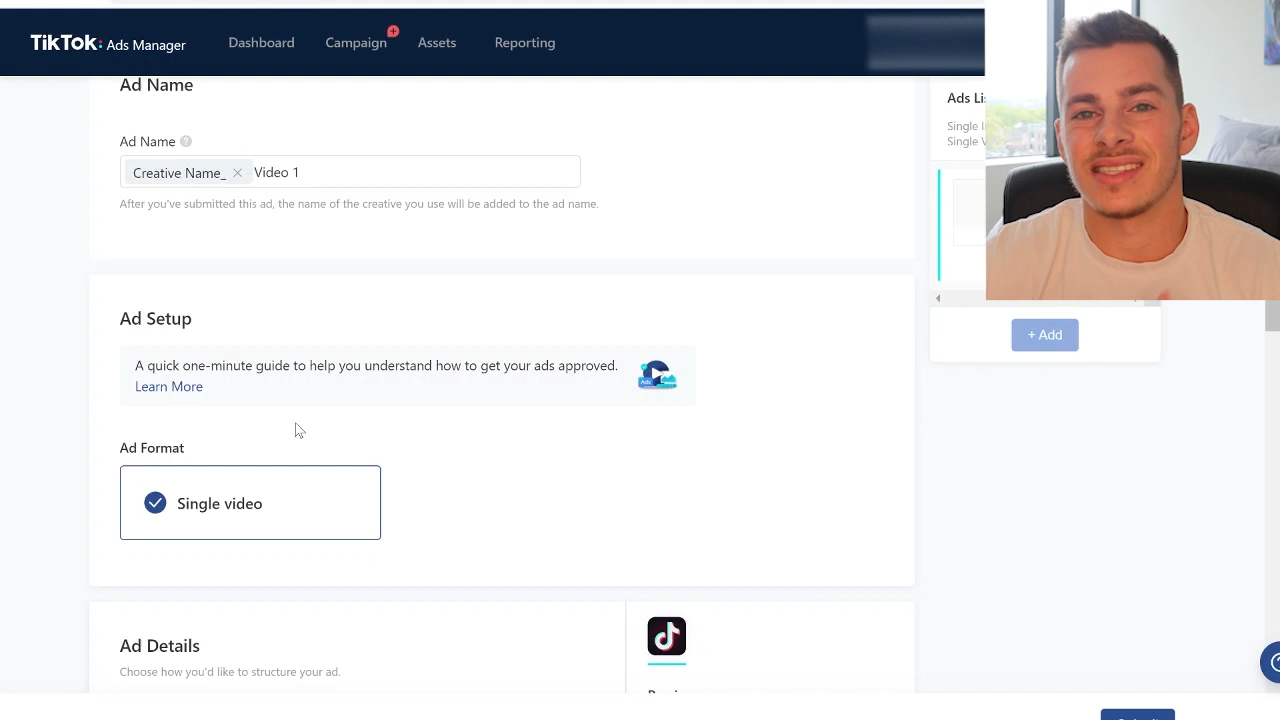 TikTok: Ads Manager
Dashboard
Campaign
Assets
Reporting
Ad Name
Ad Name
Creative Name_ × Video 1
After you've submitted this ad, the name of the creative you use will be added to the ad name.
Ad Setup
A quick one-minute guide to help you understand how to get your ads approved.
Learn More
Ads
Ad Format
Single video
Ad Details
Choose how you'd like to structure your ad.
Ads
Single
Single
+ Add